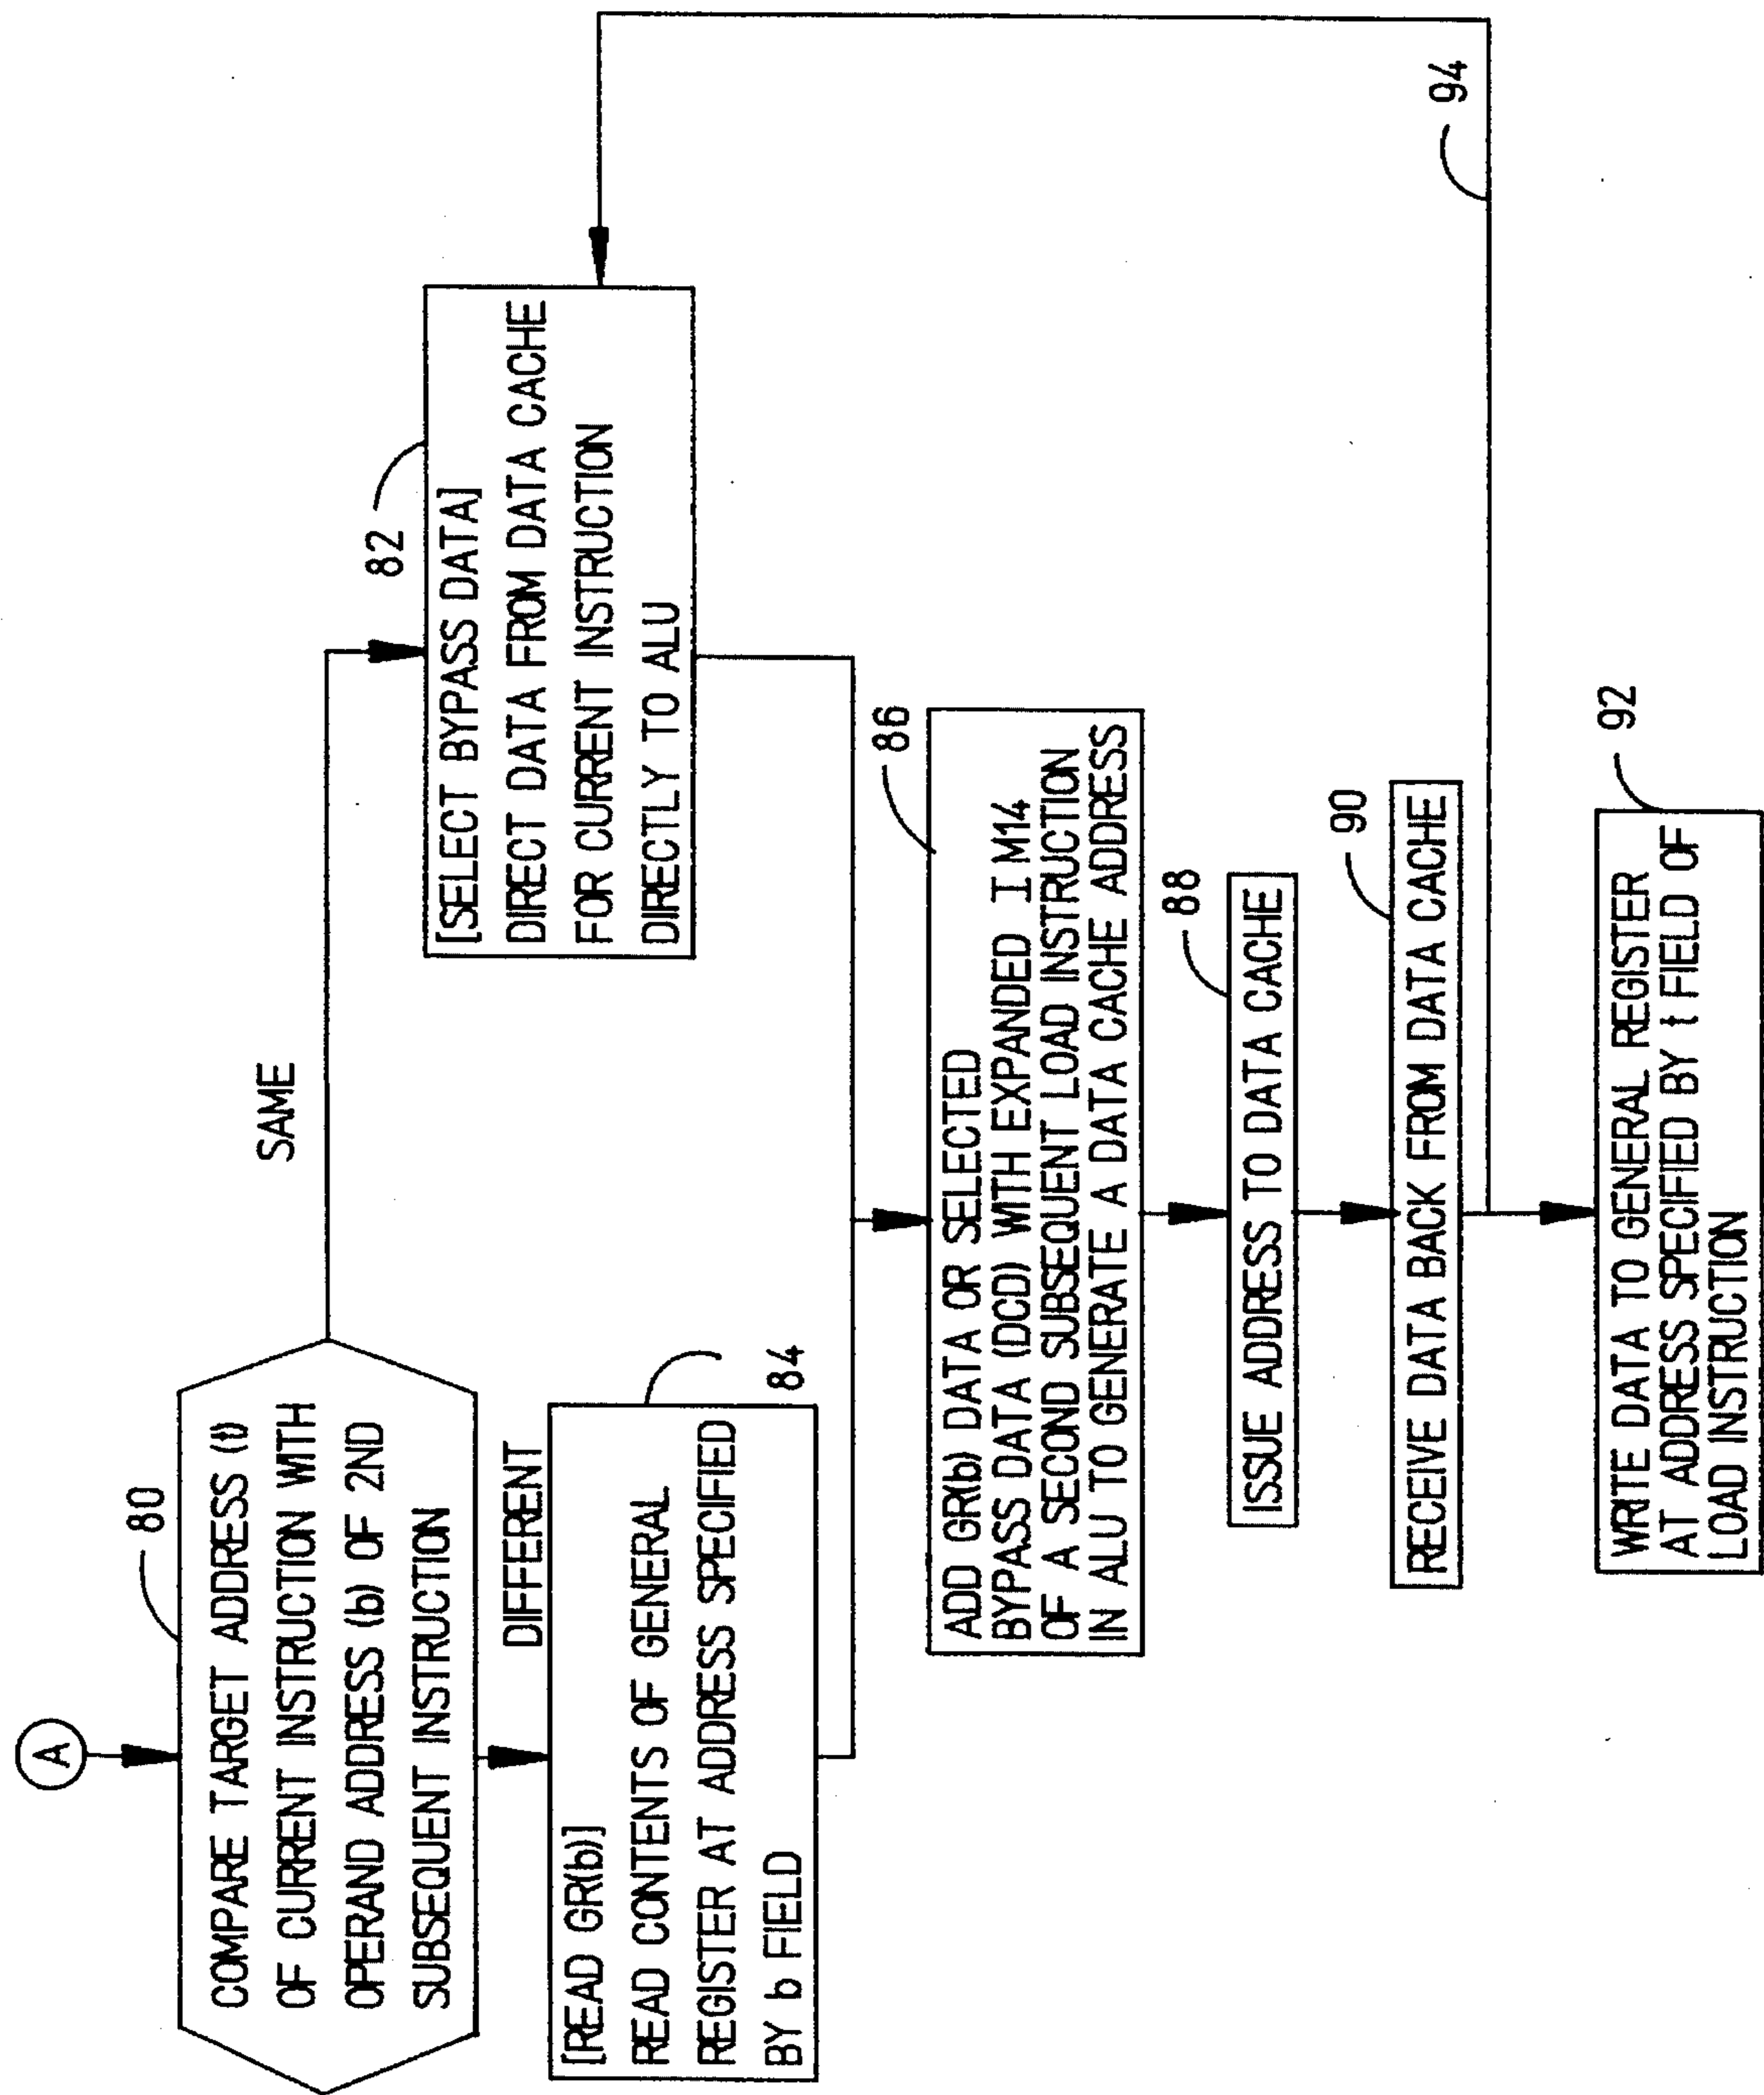 A
80
COMPARE TARGET ADDRESS (t)
OF CURRENT INSTRUCTION WITH
OPERAND ADDRESS (b) OF 2ND
SUBSEQUENT INSTRUCTION
SAME
DIFFERENT
82
[SELECT BYPASS DATA]
DIRECT DATA FROM DATA CACHE
FOR CURRENT INSTRUCTION
DIRECTLY TO ALU
84
[READ GR(b)]
READ CONTENTS OF GENERAL
REGISTER AT ADDRESS SPECIFIED
BY b FIELD
86
ADD GR(b) DATA OR SELECTED
BYPASS DATA (DCD) WITH EXPANDED IM14
OF A SECOND SUBSEQUENT LOAD INSTRUCTION
IN ALU TO GENERATE A DATA CACHE ADDRESS
88
ISSUE ADDRESS TO DATA CACHE
90
RECEIVE DATA BACK FROM DATA CACHE
94
92
WRITE DATA TO GENERAL REGISTER
AT ADDRESS SPECIFIED BY t FIELD OF
LOAD INSTRUCTION